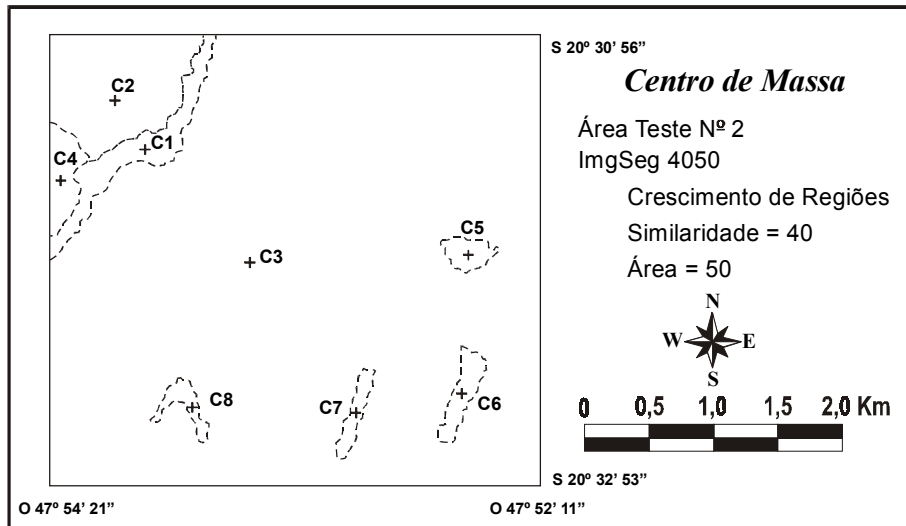 S 20º 30' 56”
Centro de Massa
Área Teste Nº 2
ImgSeg 4050
Crescimento de Regiões
Similaridade = 40
Área = 50
C2
C1
C4
C5
C3
N
W E
S
C8
C7
C6
0 0,5 1,0 1,5 2,0 Km
S 20º 32' 53”
O 47º 54' 21”
O 47º 52' 11”